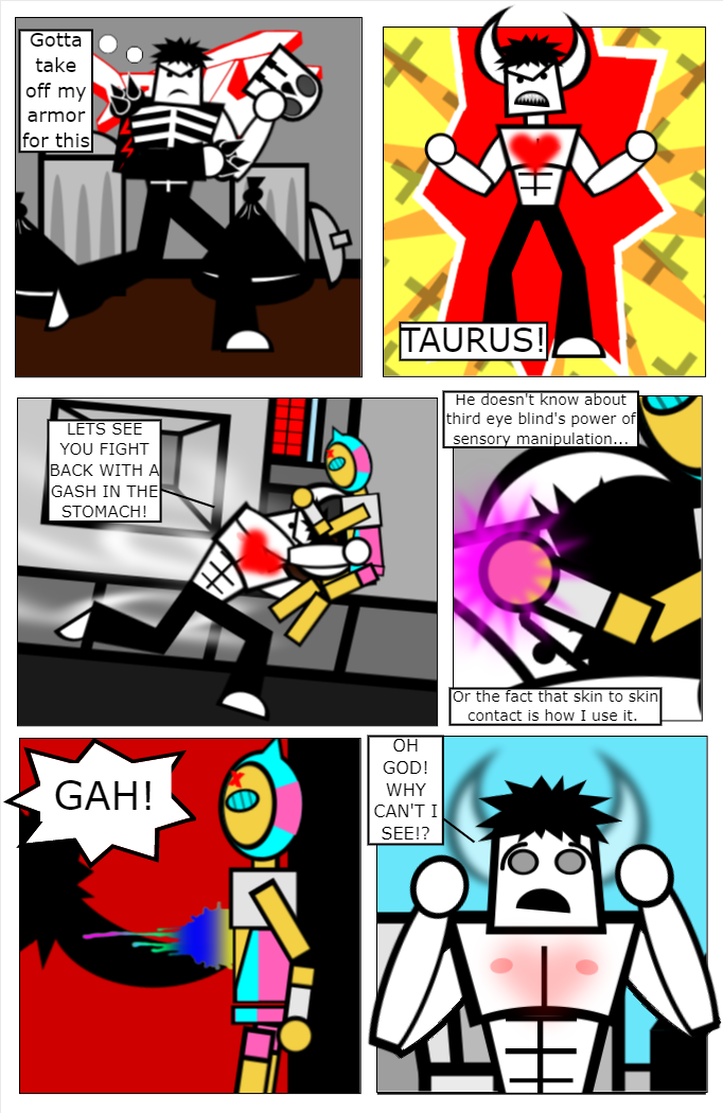 Gotta
take
off my
armor
for this
TAURUS!
LETS SEE
YOU FIGHT
BACK WITH A
GASH IN THE
STOMACH!
He doesn't know about
third eye blind's power of
sensory manipulation...
Or the fact that skin to skin
contact is how I use it.
GAH!
OH
GOD!
WHY
CAN'T I
SEE!?